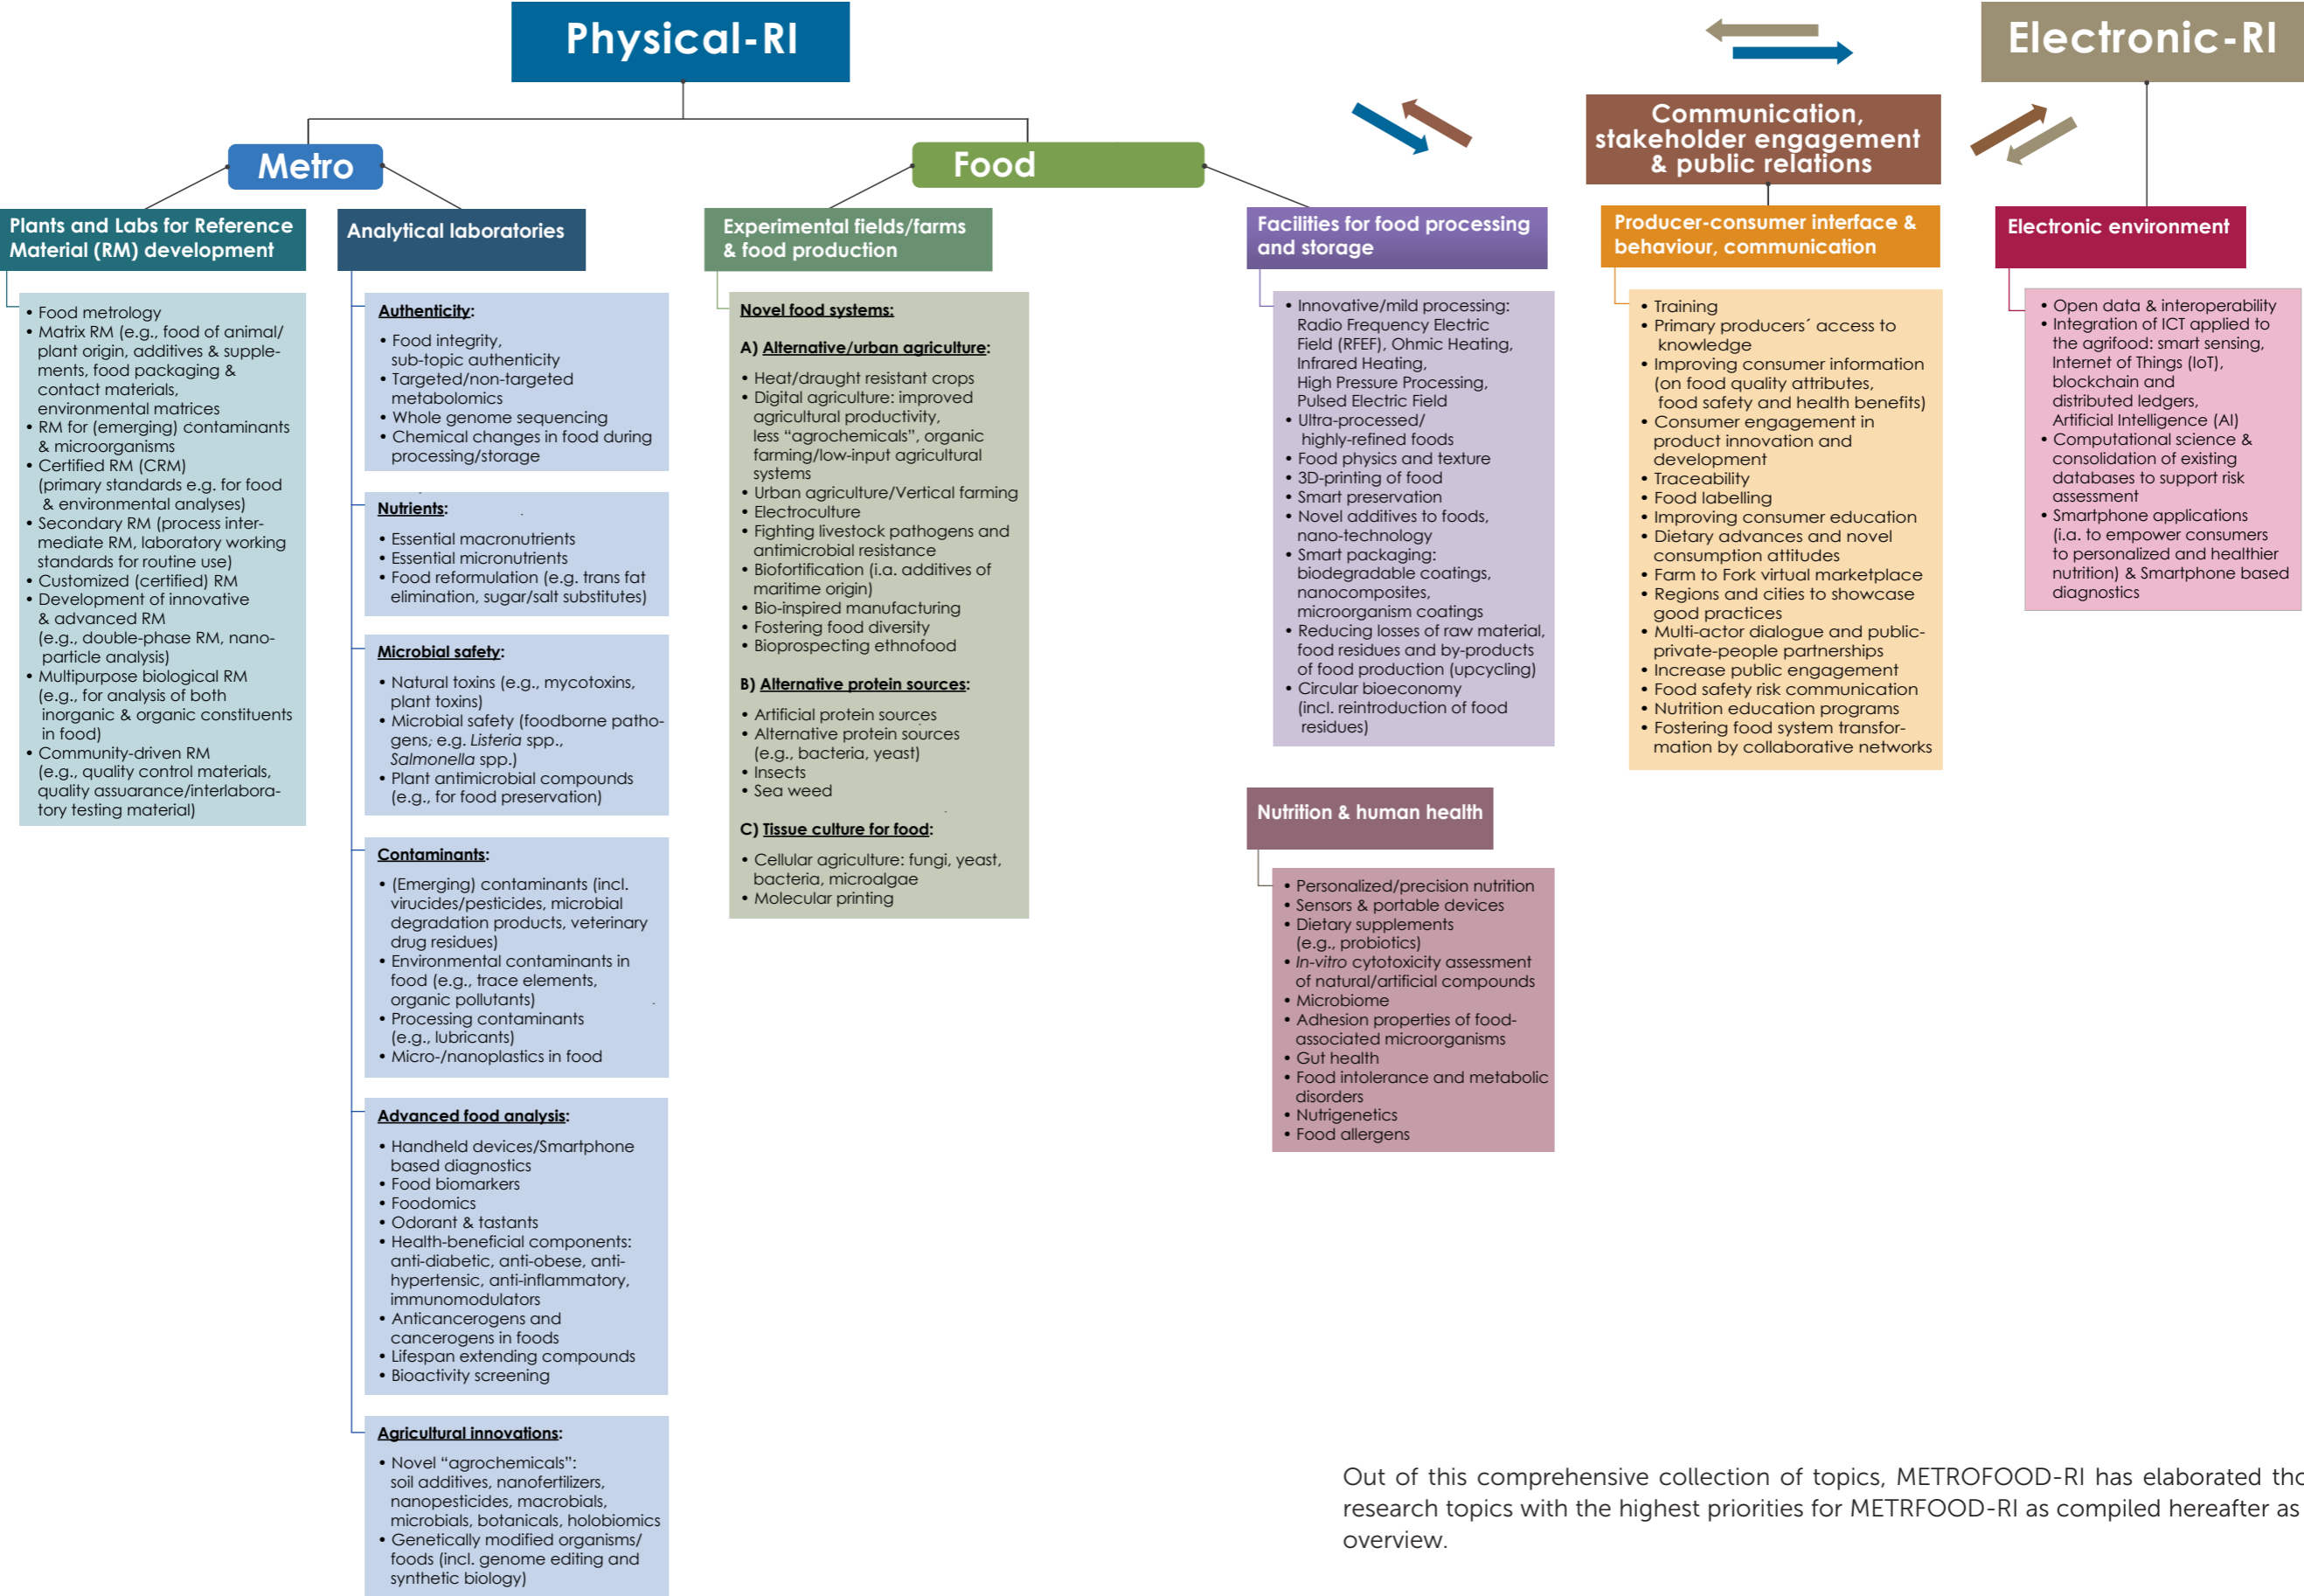 Physical-RI
Electronic-RI
Communication,
stakeholder engagement
& public relations
Metro
Food
Plants and Labs for Reference
Material (RM) development
• Food metrology
• Matrix RM (e.g., food of animal/
plant origin, additives & supple-
ments, food packaging &
contact materials,
environmental matrices
• RM for (emerging) contaminants
& microorganisms
• Certified RM (CRM)
(primary standards e.g. for food
& environmental analyses)
• Secondary RM (process inter-
mediate RM, laboratory working
standards for routine use)
• Customized (certified) RM
• Development of innovative
& advanced RM
(e.g., double-phase RM, nano-
particle analysis)
• Multipurpose biological RM
(e.g., for analysis of both
inorganic & organic constituents
in food)
• Community-driven RM
(e.g., quality control materials,
quality assuarance/interlabora-
tory testing material)
Analytical laboratories
Authenticity:
• Food integrity,
sub-topic authenticity
• Targeted/non-targeted
metabolomics
• Whole genome sequencing
• Chemical changes in food during
processing/storage
Nutrients:
• Essential macronutrients
• Essential micronutrients
• Food reformulation (e.g. trans fat
elimination, sugar/salt substitutes)
Microbial safety:
• Natural toxins (e.g., mycotoxins,
plant toxins)
• Microbial safety (foodborne patho-
gens; e.g. Listeria spp.,
Salmonella spp.)
• Plant antimicrobial compounds
(e.g., for food preservation)
Contaminants:
• (Emerging) contaminants (incl.
virucides/pesticides, microbial
degradation products, veterinary
drug residues)
• Environmental contaminants in
food (e.g., trace elements,
organic pollutants)
• Processing contaminants
(e.g., lubricants)
• Micro-/nanoplastics in food
Advanced food analysis:
• Handheld devices/Smartphone
based diagnostics
• Food biomarkers
• Foodomics
• Odorant & tastants
• Health-beneficial components:
anti-diabetic, anti-obese, anti-
hypertensic, anti-inflammatory,
immunomodulators
• Anticancerogens and
cancerogens in foods
• Lifespan extending compounds
• Bioactivity screening
Agricultural innovations:
• Novel “agrochemicals”:
soil additives, nanofertilizers,
nanopesticides, macrobials,
microbials, botanicals, holobiomics
• Genetically modified organisms/
foods (incl. genome editing and
synthetic biology)
Experimental fields/farms
& food production
Novel food systems:
A) Alternative/urban agriculture:
• Heat/draught resistant crops
• Digital agriculture: improved
agricultural productivity,
less “agrochemicals”, organic
farming/low-input agricultural
systems
• Urban agriculture/Vertical farming
• Electroculture
• Fighting livestock pathogens and
antimicrobial resistance
• Biofortification (i.a. additives of
maritime origin)
• Bio-inspired manufacturing
• Fostering food diversity
• Bioprospecting ethnofood
B) Alternative protein sources:
• Artificial protein sources
• Alternative protein sources
(e.g., bacteria, yeast)
• Insects
• Sea weed
C) Tissue culture for food:
• Cellular agriculture: fungi, yeast,
bacteria, microalgae
• Molecular printing
Facilities for food processing
and storage
• Innovative/mild processing:
Radio Frequency Electric
Field (RFEF), Ohmic Heating,
Infrared Heating,
High Pressure Processing,
Pulsed Electric Field
• Ultra-processed/
highly-refined foods
• Food physics and texture
• 3D-printing of food
• Smart preservation
• Novel additives to foods,
nano-technology
• Smart packaging:
biodegradable coatings,
nanocomposites,
microorganism coatings
• Reducing losses of raw material,
food residues and by-products
of food production (upcycling)
• Circular bioeconomy
(incl. reintroduction of food
residues)
Nutrition & human health
• Personalized/precision nutrition
• Sensors & portable devices
• Dietary supplements
(e.g., probiotics)
• In-vitro cytotoxicity assessment
of natural/artificial compounds
• Microbiome
• Adhesion properties of food-
associated microorganisms
• Gut health
• Food intolerance and metabolic
disorders
• Nutrigenetics
• Food allergens
Producer-consumer interface &
behaviour, communication
• Training
• Primary producers´ access to
knowledge
• Improving consumer information
(on food quality attributes,
food safety and health benefits)
• Consumer engagement in
product innovation and
development
• Traceability
• Food labelling
• Improving consumer education
• Dietary advances and novel
consumption attitudes
• Farm to Fork virtual marketplace
• Regions and cities to showcase
good practices
• Multi-actor dialogue and public-
private-people partnerships
• Increase public engagement
• Food safety risk communication
• Nutrition education programs
• Fostering food system transfor-
mation by collaborative networks
Electronic environment
• Open data & interoperability
• Integration of ICT applied to
the agrifood: smart sensing,
Internet of Things (IoT),
blockchain and
distributed ledgers,
Artificial Intelligence (AI)
• Computational science &
consolidation of existing
databases to support risk
assessment
• Smartphone applications
(i.a. to empower consumers
to personalized and healthier
nutrition) & Smartphone based
diagnostics
Out of this comprehensive collection of topics, METROFOOD-RI has elaborated
research topics with the highest priorities for METRFOOD-RI as compiled hereafter as
overview.